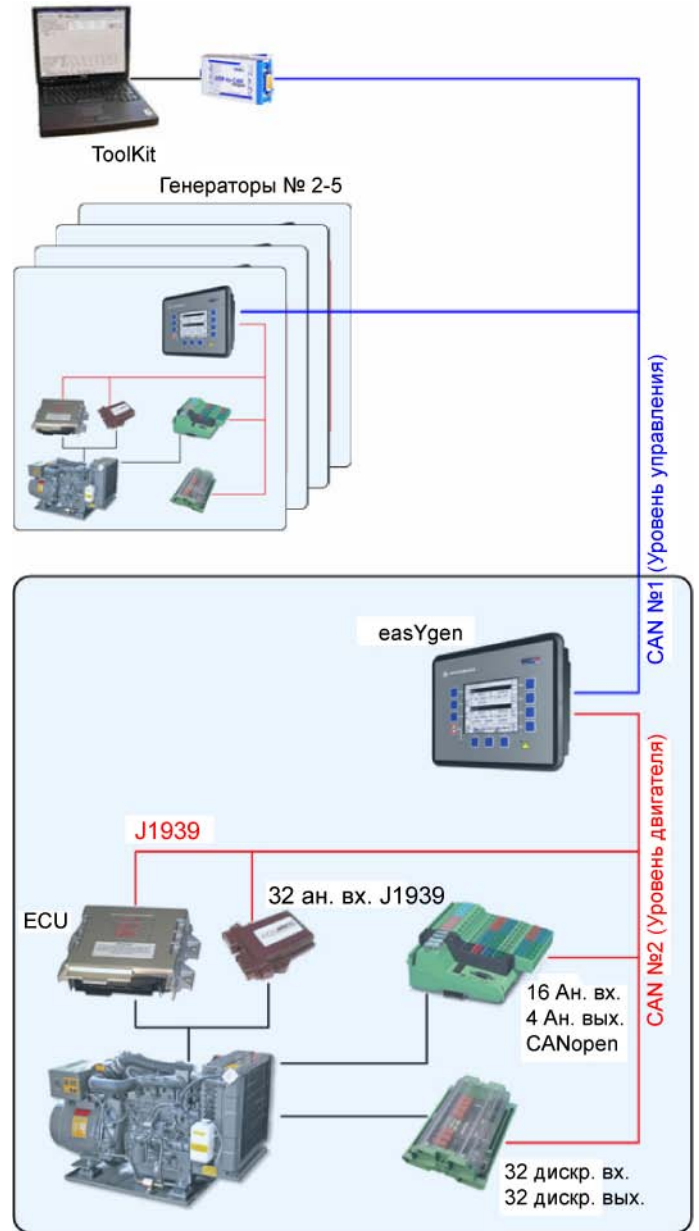 ToolKit
Генераторы № 2-5
CAN №1 (Уровень управления)
easYgen
J1939
CAN №2 (Уровень двигателя)
ECU
32 ан. вх. J1939
16 Ан. вх.
4 Ан. вых.
CANopen
32 дискр. вх.
32 дискр. вых.